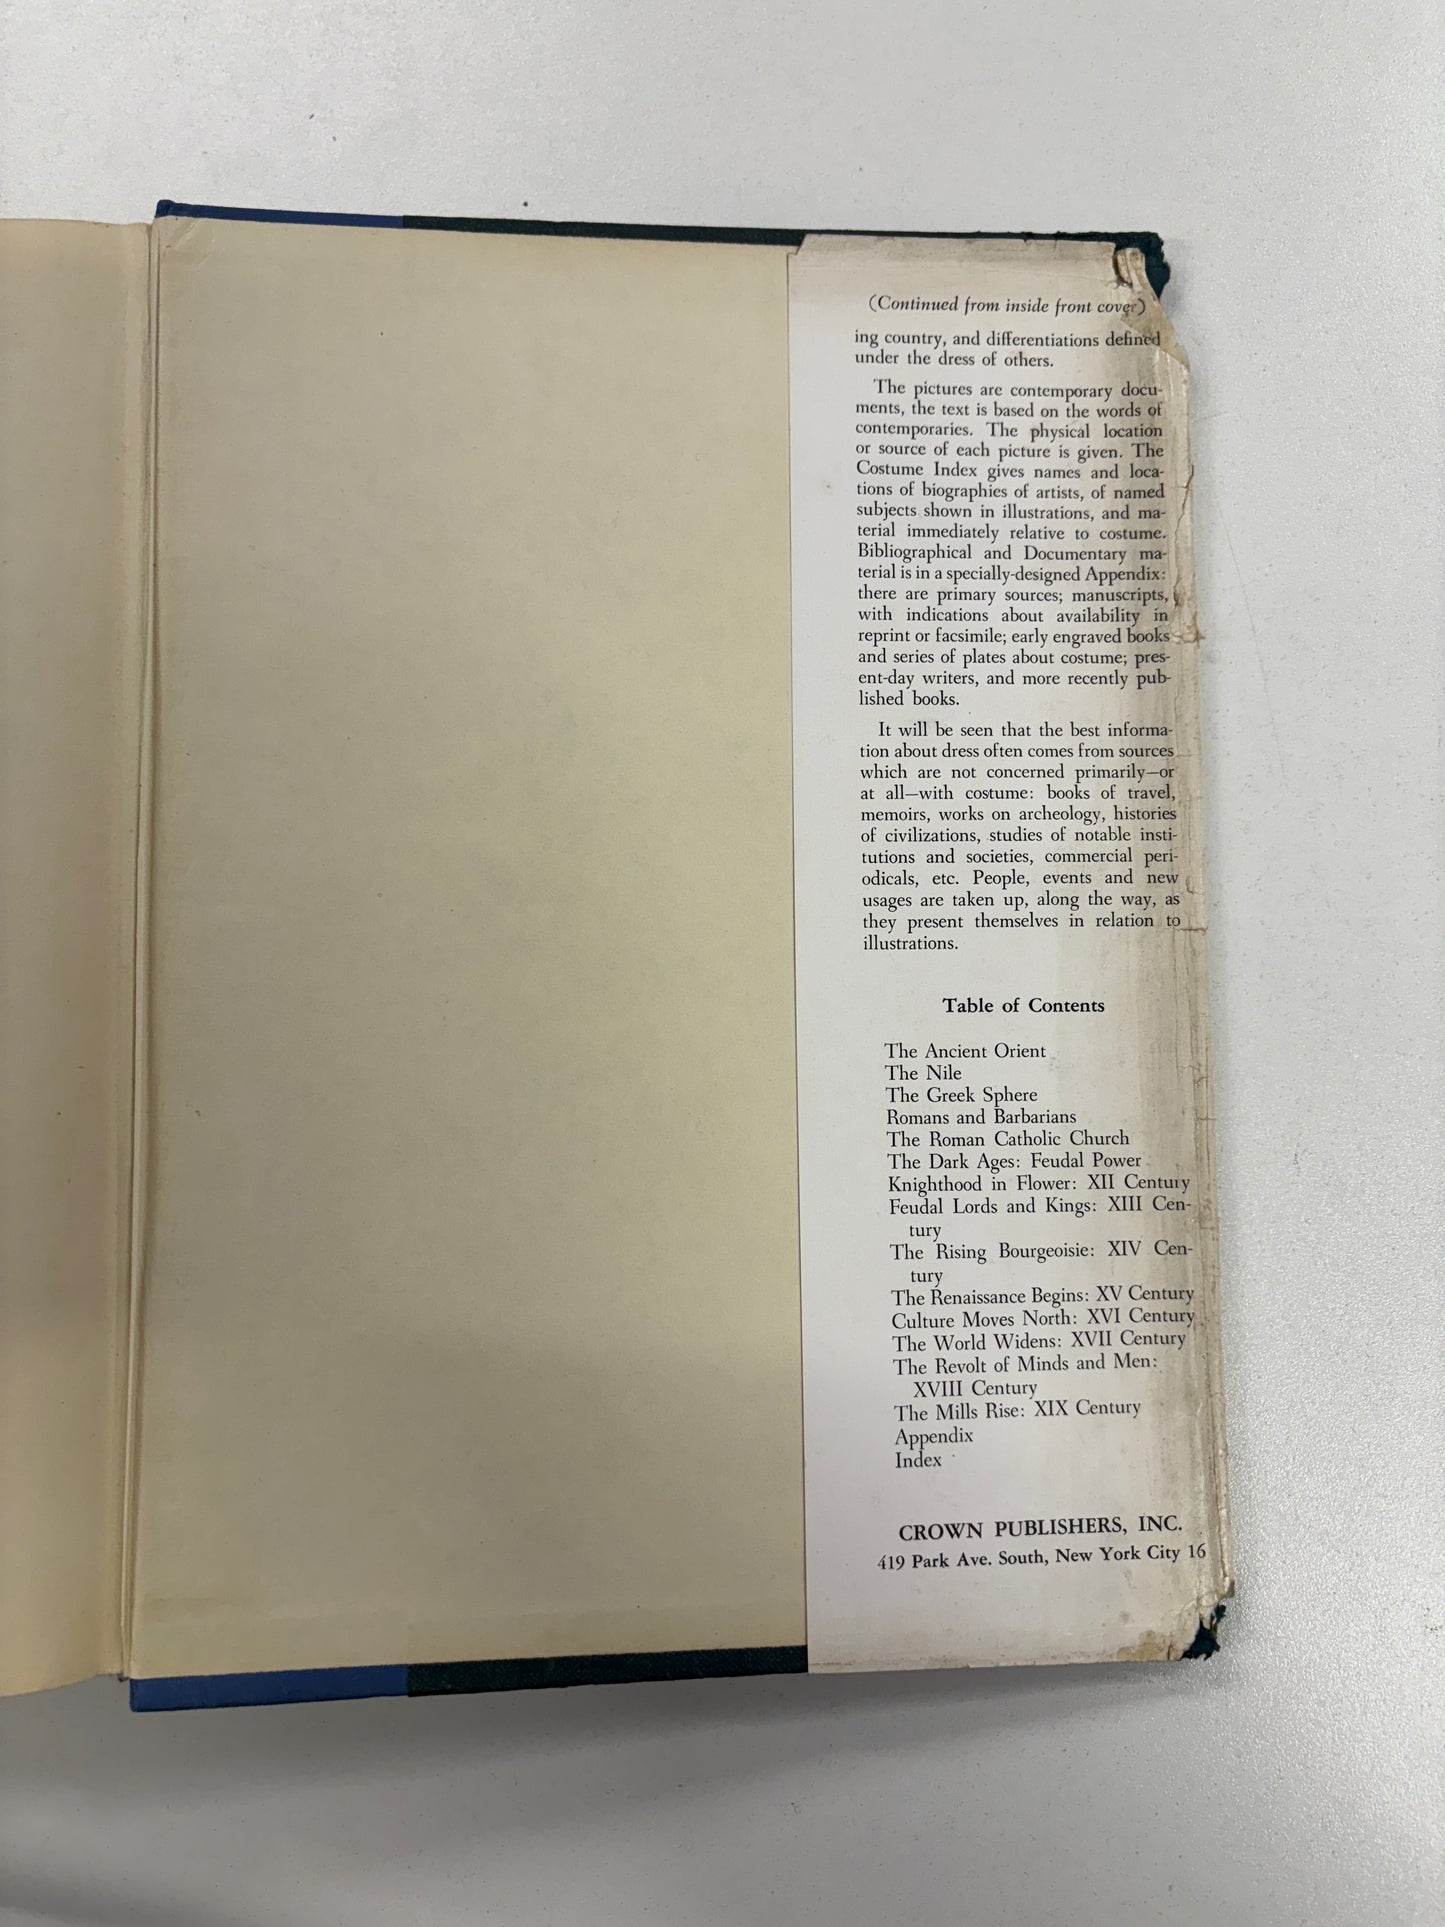 (Continued from inside front cover)
ing country, and differentiations defined
under the dress of others.
The pictures are contemporary docu-
ments, the text is based on the words of
contemporaries. The physical location
or source of each picture is given. The
Costume Index gives names and loca-
tions of biographies of artists, of named
subjects shown in illustrations, and ma-
terial immediately relative to costume.
Bibliographical and Documentary ma-
terial is in a specially-designed Appendix:
there are primary sources; manuscripts,
with indications about availability in
reprint or facsimile; early engraved books
and series of plates about costume; pres-
ent-day writers, and more recently pub-
lished books.
It will be seen that the best informa-
tion about dress often comes from sources
which are not concerned primarily—or
at all—with costume: books of travel,
memoirs, works on archeology, histories
of civilizations, studies of notable insti-
tutions and societies, commercial peri-
odicals, etc. People, events and new
usages are taken up, along the way, as
they present themselves in relation to
illustrations.
Table of Contents
The Ancient Orient
The Nile
The Greek Sphere
Romans and Barbarians
The Roman Catholic Church
The Dark Ages: Feudal Power
Knighthood in Flower: XII Century
Feudal Lords and Kings: XIII Cen-
tury
The Rising Bourgeoisie: XIV Cen-
tury
The Renaissance Begins: XV Century
Culture Moves North: XVI Century
The World Widens: XVII Century
The Revolt of Minds and Men:
XVIII Century
The Mills Rise: XIX Century
Appendix
Index
CROWN PUBLISHERS, INC.
419 Park Ave. South, New York City 16